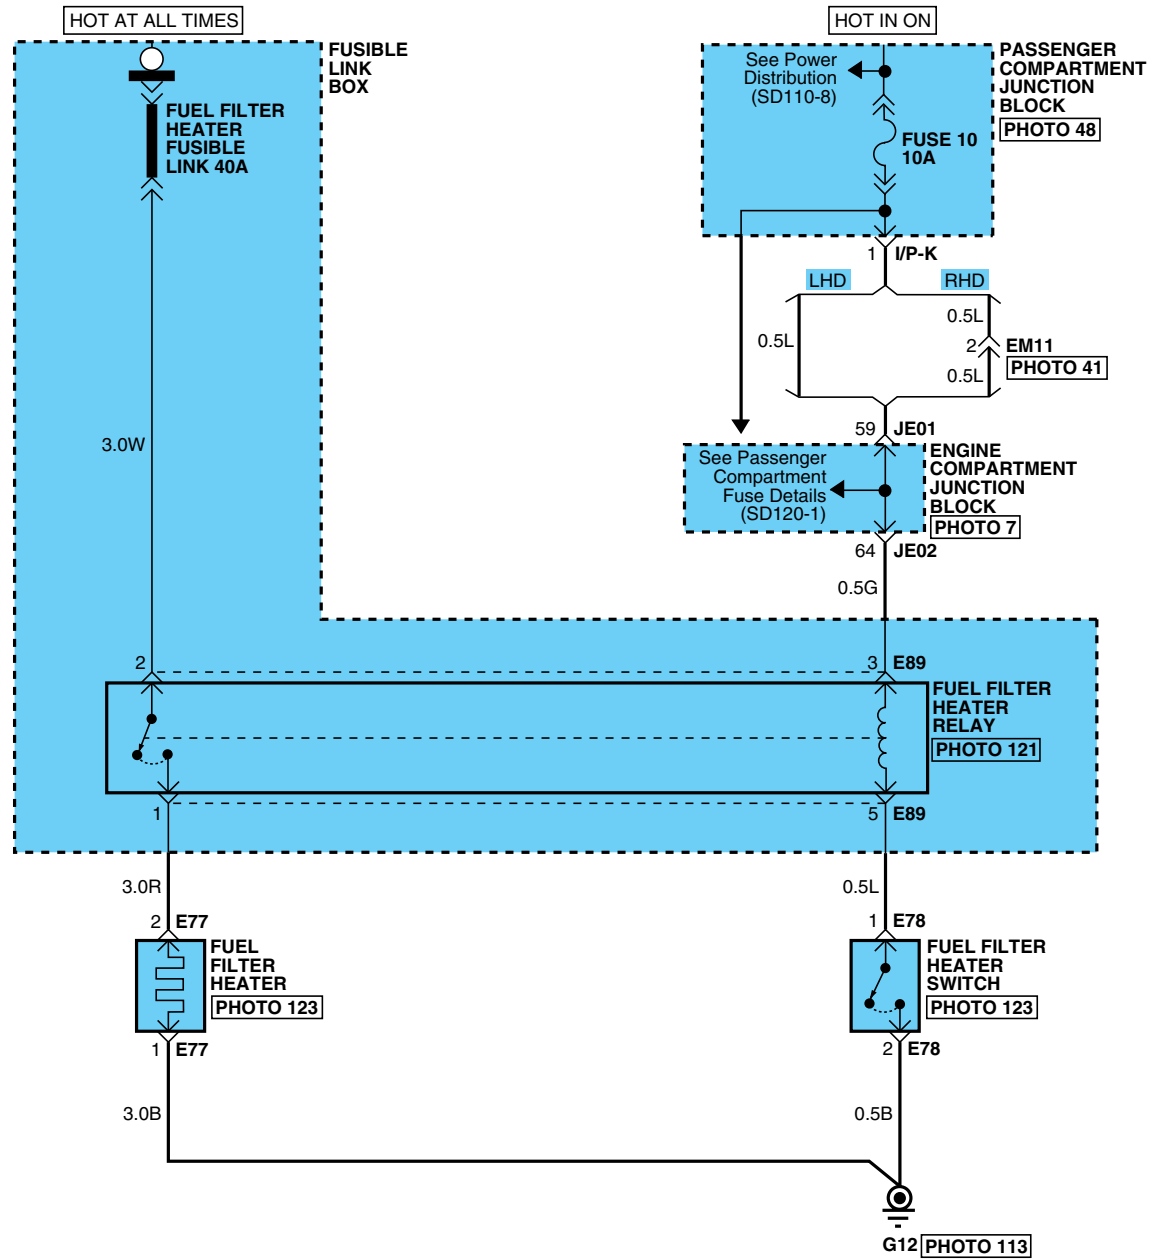 HOT AT ALL TIMES
HOT IN ON
FUSIBLE
LINK
BOX
FUEL FILTER
HEATER
FUSIBLE
LINK 40A
See Power
Distribution
(SD110-8)
FUSE 10
10A
PASSENGER
COMPARTMENT
JUNCTION
BLOCK
PHOTO 48
1 I/P-K
LHD
RHD
0.5L
0.5L
2 EM11
PHOTO 41
0.5L
3.0W
59 JE01
See Passenger
Compartment
Fuse Details
(SD120-1)
ENGINE
COMPARTMENT
JUNCTION
BLOCK
PHOTO 7
64 JE02
0.5G
2
3 E89
FUEL FILTER
HEATER
RELAY
PHOTO 121
1
5 E89
3.0R
0.5L
2 E77
1 E78
FUEL
FILTER
HEATER
PHOTO 123
FUEL FILTER
HEATER
SWITCH
PHOTO 123
1 E77
2 E78
3.0B
0.5B
G12 PHOTO 113